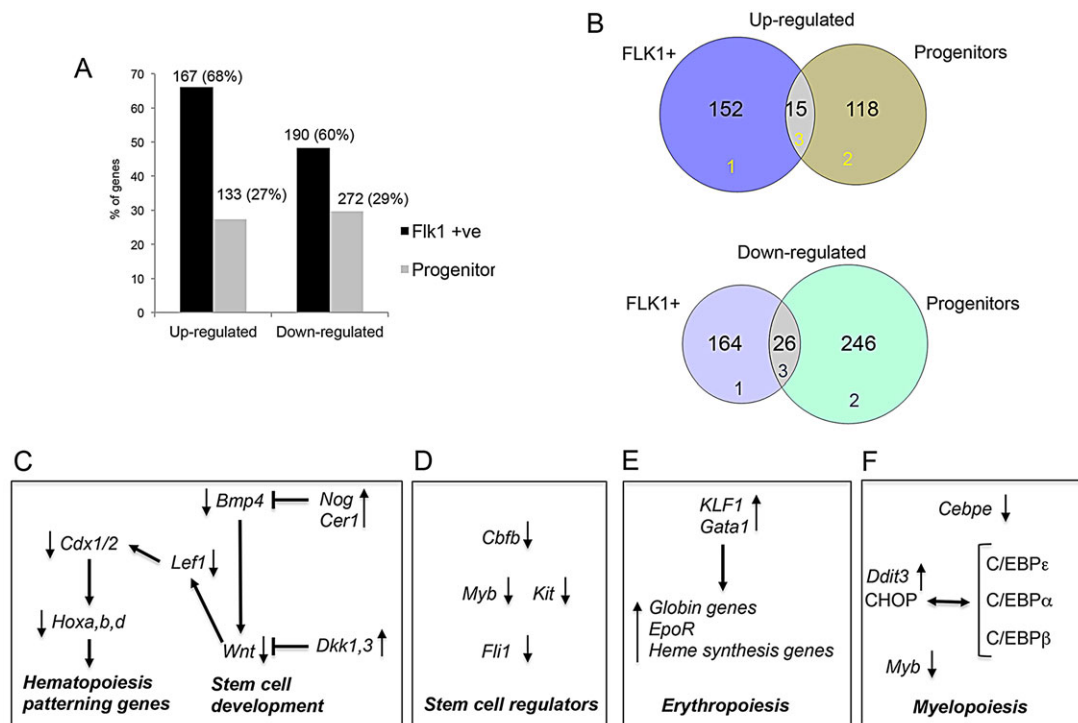 A
167 (68%)
190 (60%)
133 (27%)
272 (29%)
% of genes
70
60
50
40
30
20
10
0
Up-regulated
Down-regulated
Flk1 +ve
Progenitor
B
Up-regulated
FLK1+
Progenitors
152
15
118
3
1
2
Down-regulated
FLK1+
Progenitors
164
26
246
3
1
2
C
↓ Bmp4
Nog ↑
Cer1
↓ Cdx1/2
Lef1 ↓
↓ Hoxa,b,d
Wnt ↓
Dkk1,3 ↑
Hematopoiesis
patterning genes
Stem cell
development
D
Cbfb ↓
Myb ↓
Kit ↓
Fli1 ↓
Stem cell regulators
E
KLF1 ↑
Gata1
↑ Globin genes
EpoR
Heme synthesis genes
Erythropoiesis
F
Cebpe ↓
Ddit3 ↑
CHOP
C/EBPε
C/EBPα
C/EBPβ
Myb ↓
Myelopoiesis